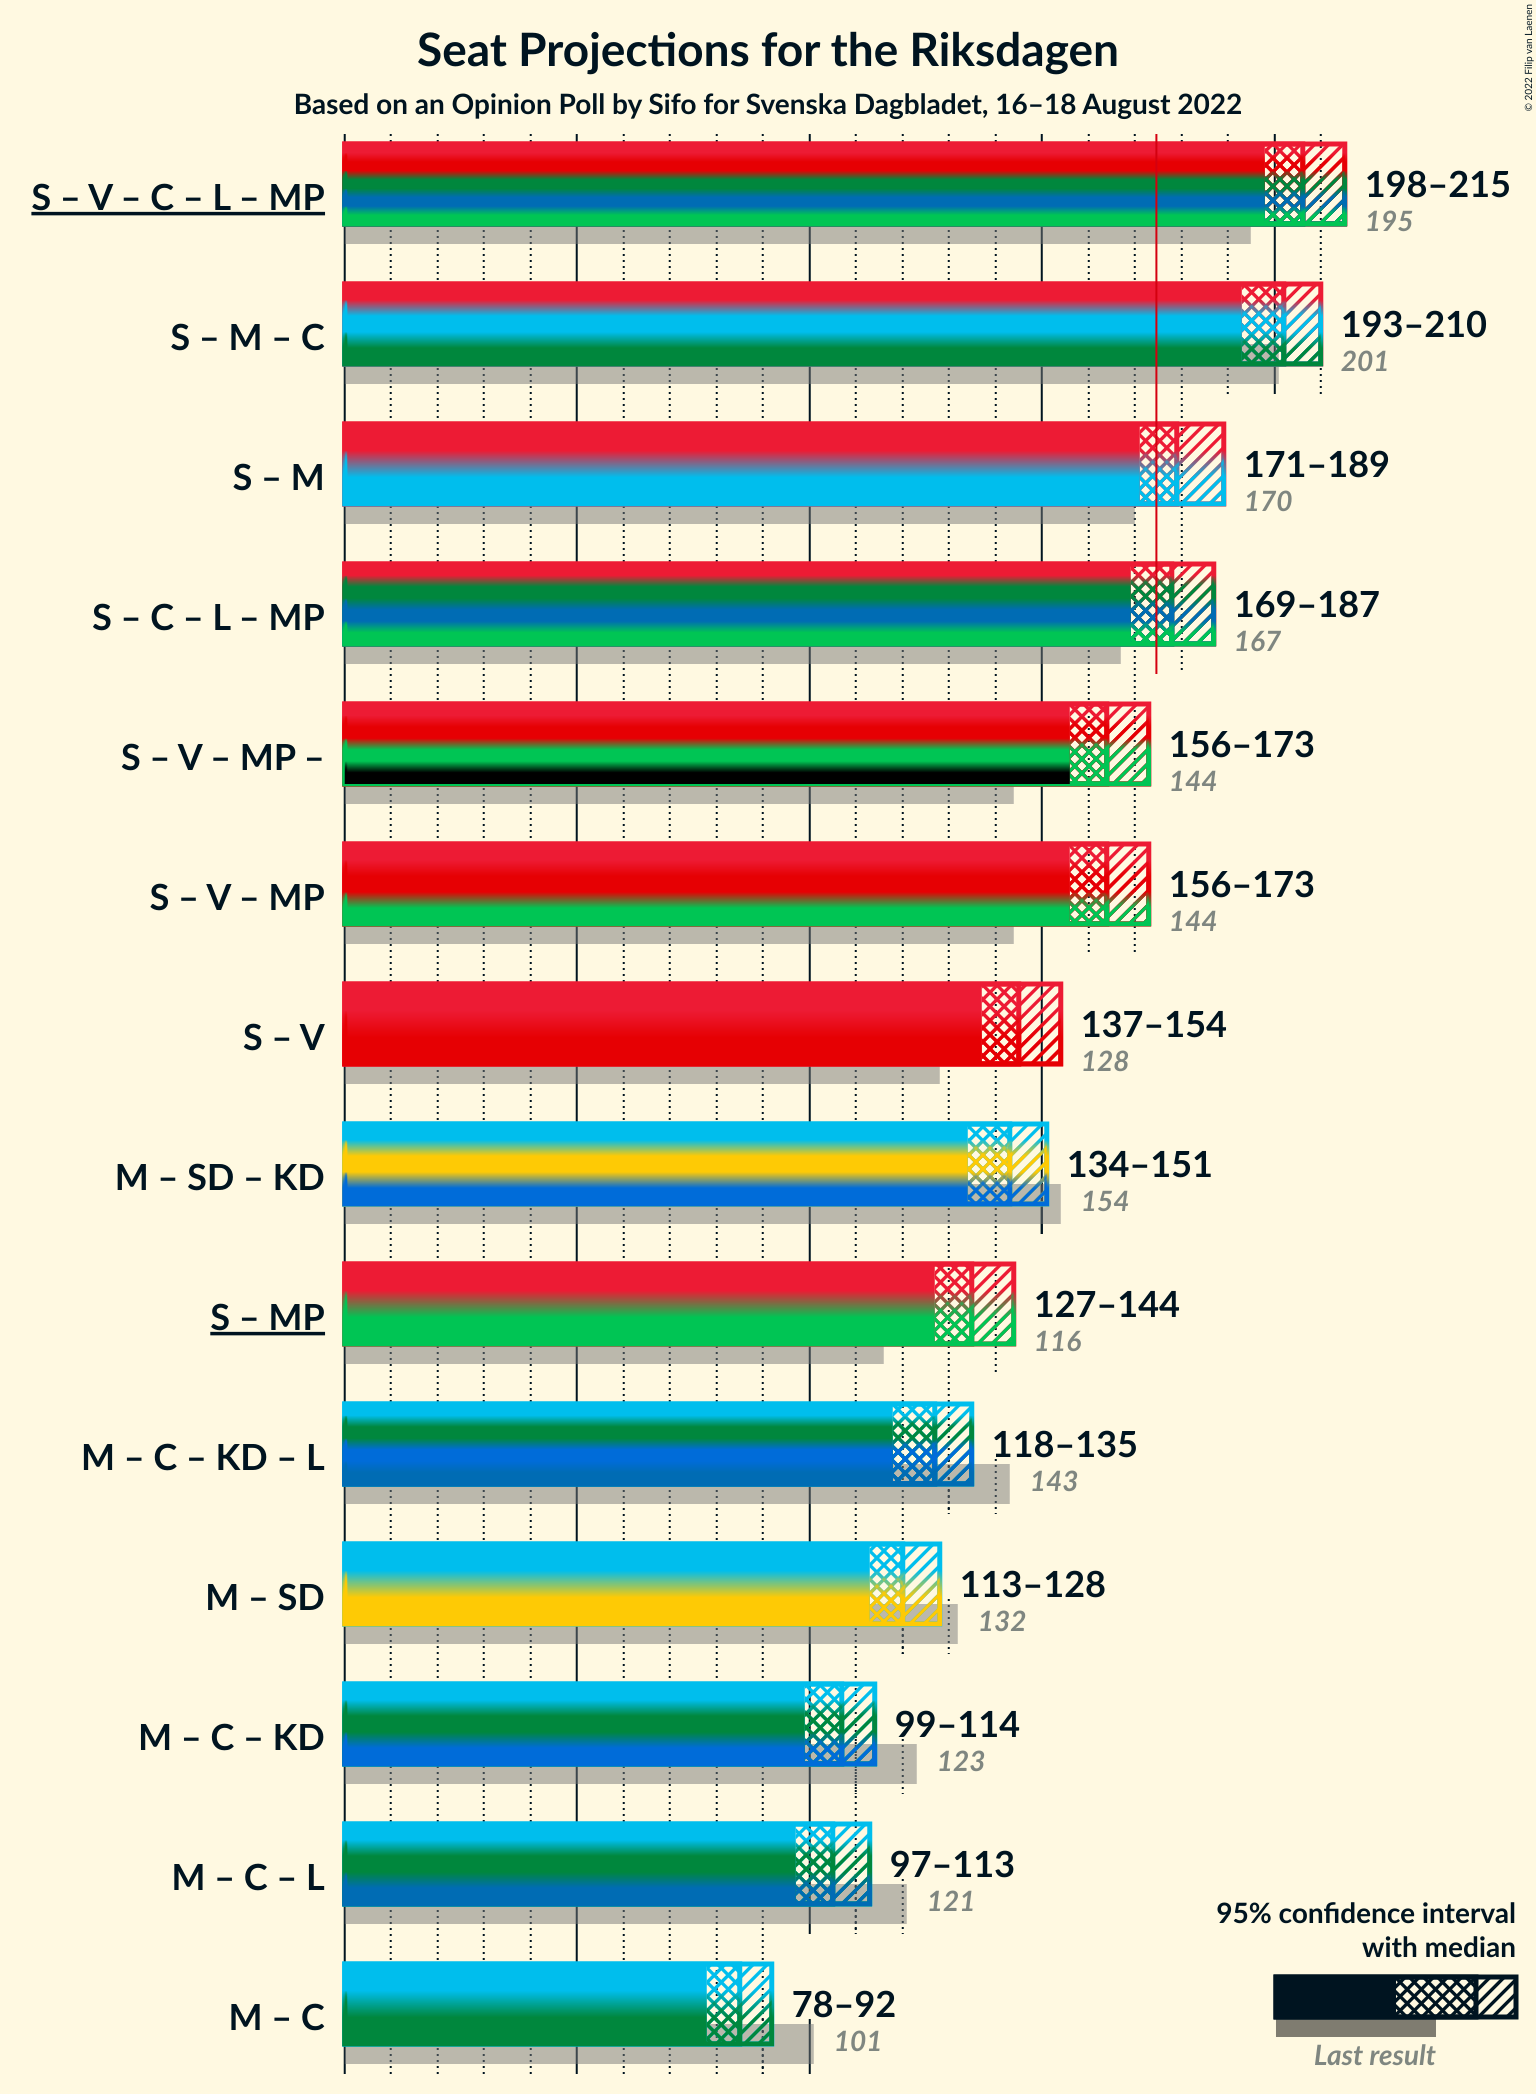 Seat Projections for the Riksdagen
Based on an Opinion Poll by Sifo for Svenska Dagbladet, 16–18 August 2022
© 2022 Filip van Laenen
S – V – C – L – MP
198–215
195
S – M – C
193–210
201
S – M
171–189
170
S – C – L – MP
169–187
167
S – V – MP –
156–173
144
S – V – MP
156–173
144
S – V
137–154
128
M – SD – KD
134–151
154
S – MP
127–144
116
M – C – KD – L
118–135
143
M – SD
113–128
132
M – C – KD
99–114
123
M – C – L
97–113
121
M – C
78–92
101
95% confidence interval
with median
Last result